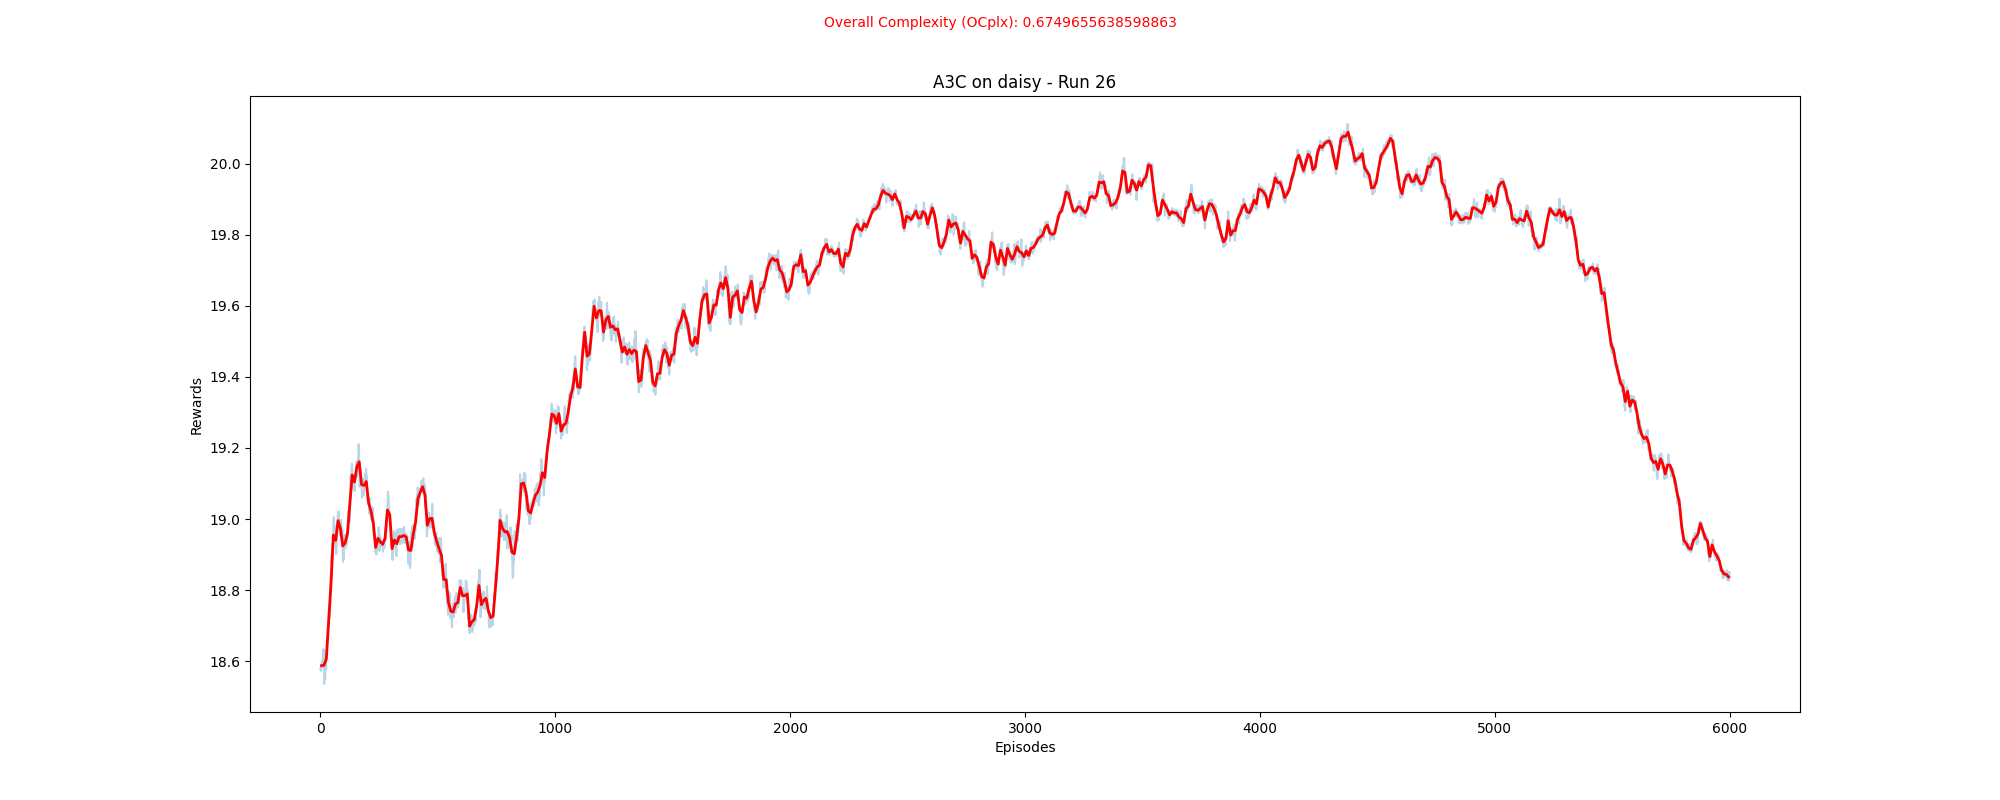 Overall Complexity (OCplx): 0.6749655638598863
A3C on daisy - Run 26
20.0
19.8
19.6
19.4
19.2
19.0
18.8
18.6
Rewards
0 1000 2000 3000 4000 5000 6000
Episodes